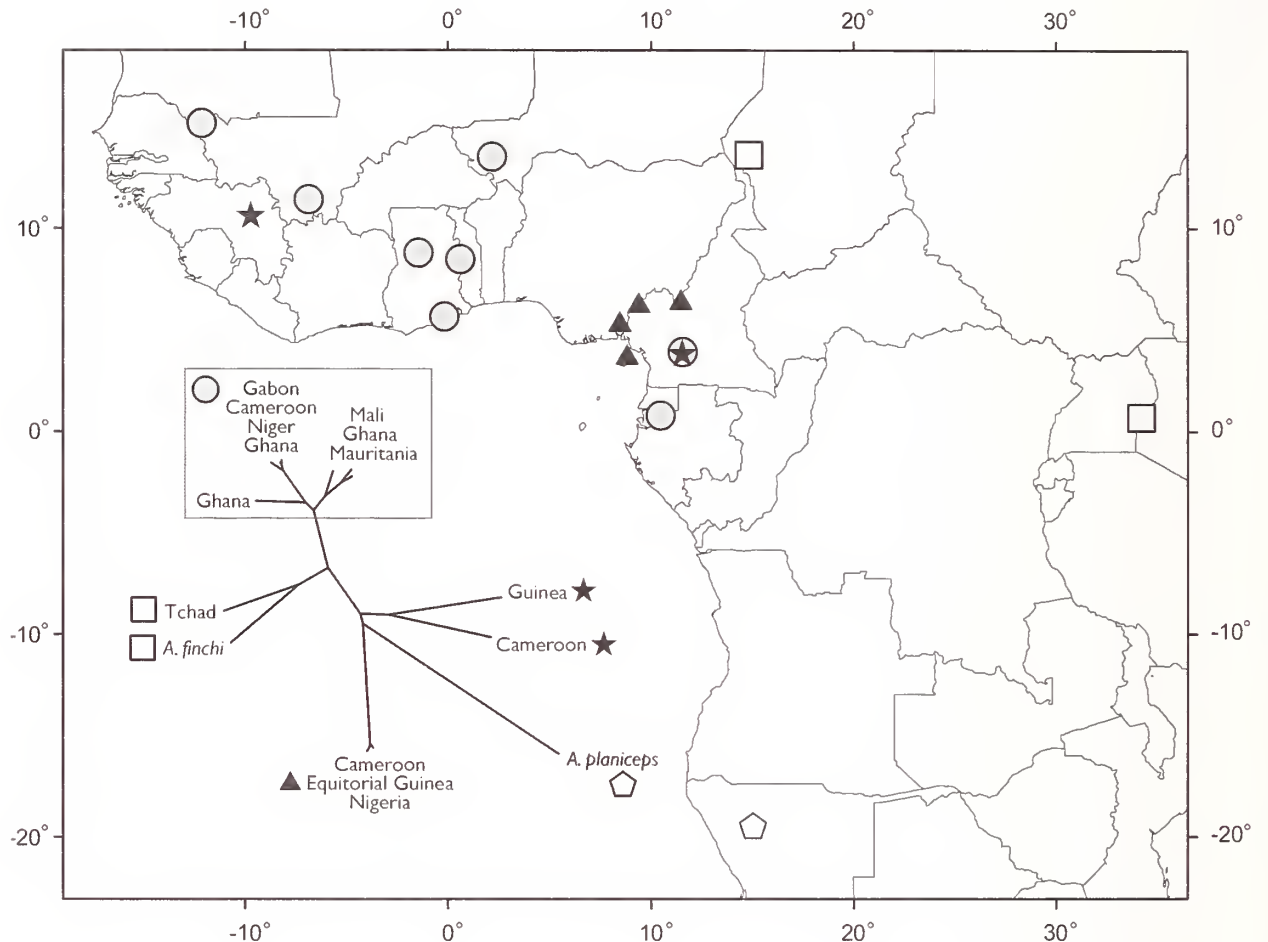 -10°
0°
10°
20°
30°
10°
10°
0°
0°
-10°
-10°
-20°
-20°
Gabon
Cameroon
Niger
Ghana
Mali
Ghana
Mauritania
Ghana
Tchad
A. finchi
Guinea
Cameroon
A. planiceps
Cameroon
Equitorial Guinea
Nigeria
-10°
0°
10°
20°
30°